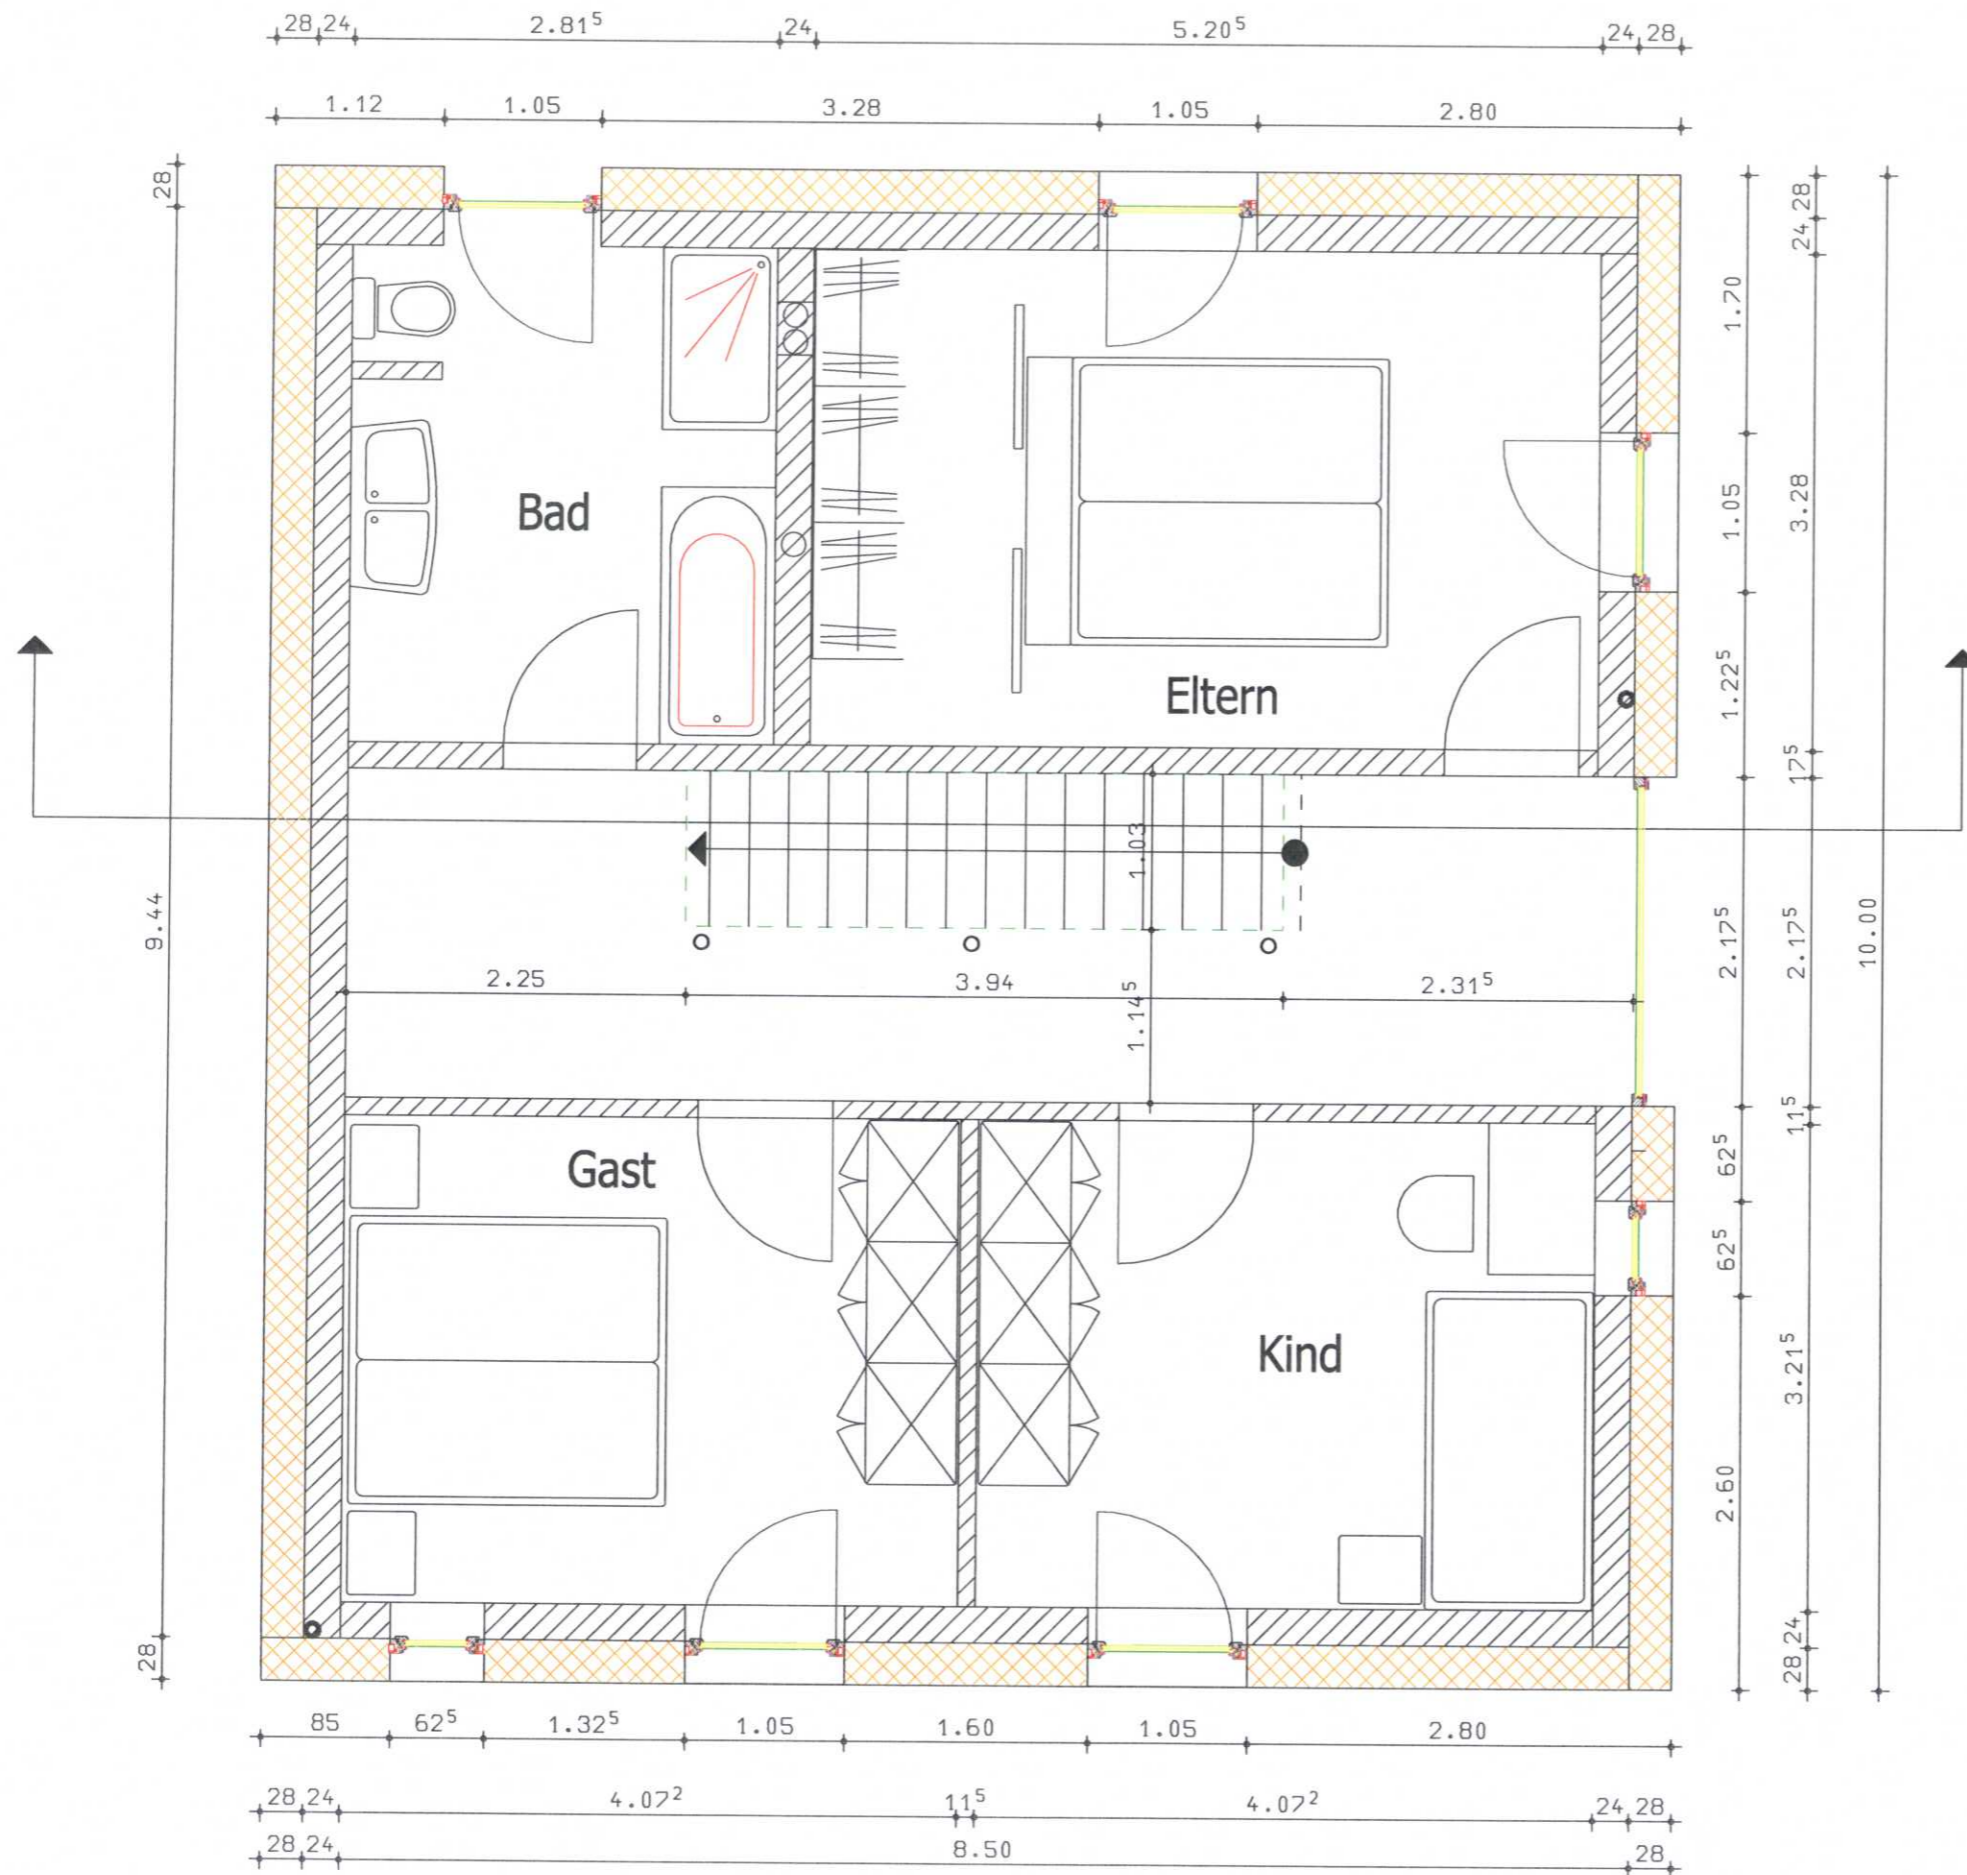 28 24 2.81⁵ 24 5.20⁵ 24 28
1.12 1.05 3.28 1.05 2.80
28
9.44
28
28
24
3.28
17⁵
2.17⁵
11⁵
3.21⁵
24
28
1.70
1.05
1.22⁵
2.17⁵
62⁵
62⁵
2.60
10.00
Bad
Eltern
1.03
2.25 3.94 2.31⁵
1.14⁵
Gast
Kind
85 62⁵ 1.32⁵ 1.05 1.60 1.05 2.80
28 24 4.07² 11⁵ 4.07² 24 28
28 24 8.50 28